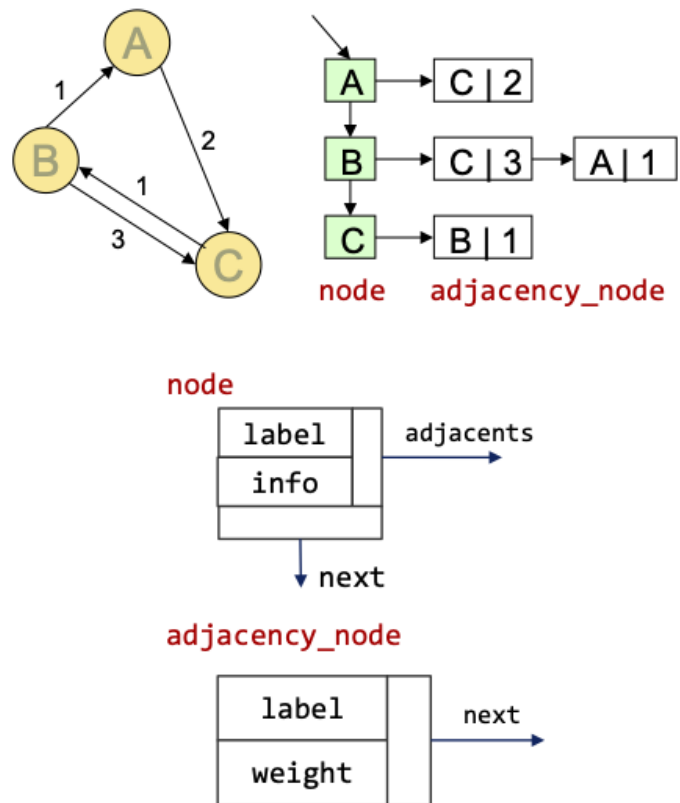 A
1
2
B
1
3
C
A
C | 2
B
C | 3
A | 1
C
B | 1
node
adjacency_node
node
label
adjacents
info
next
adjacency_node
label
next
weight